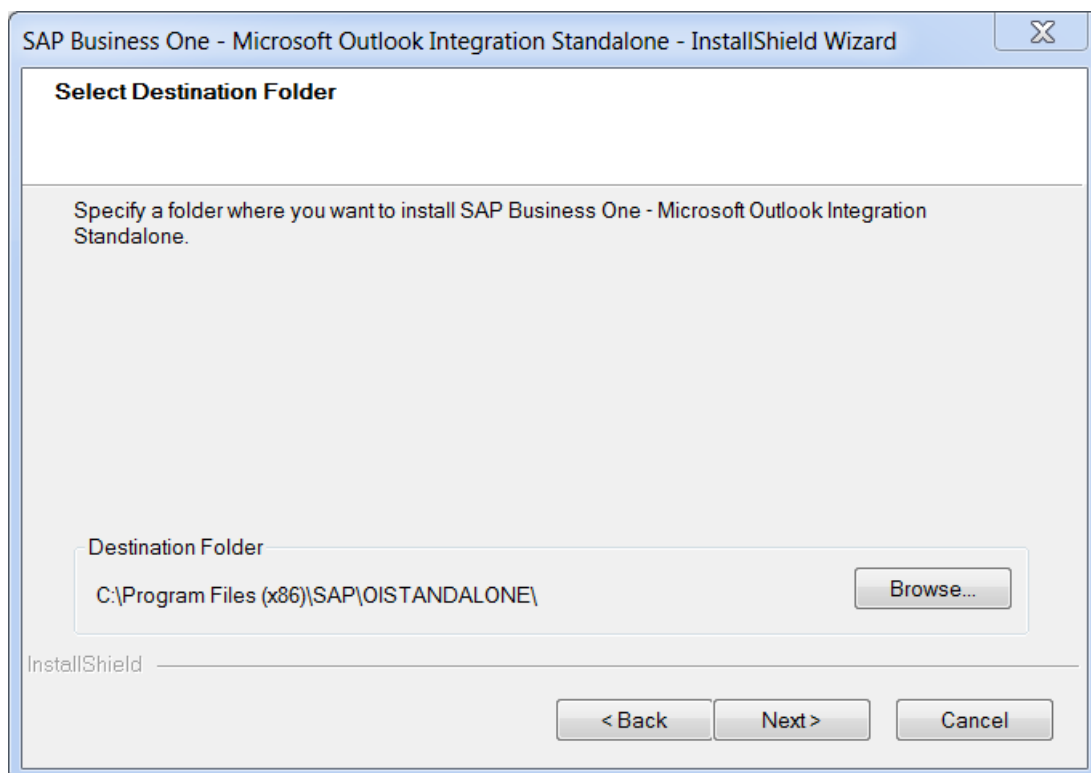 SAP Business One - Microsoft Outlook Integration Standalone - InstallShield Wizard
Select Destination Folder
Specify a folder where you want to install SAP Business One - Microsoft Outlook Integration
Standalone.
Destination Folder
C:\Program Files (x86)\SAP\OISTANDALONE\
Browse...
InstallShield
< Back
Next >
Cancel